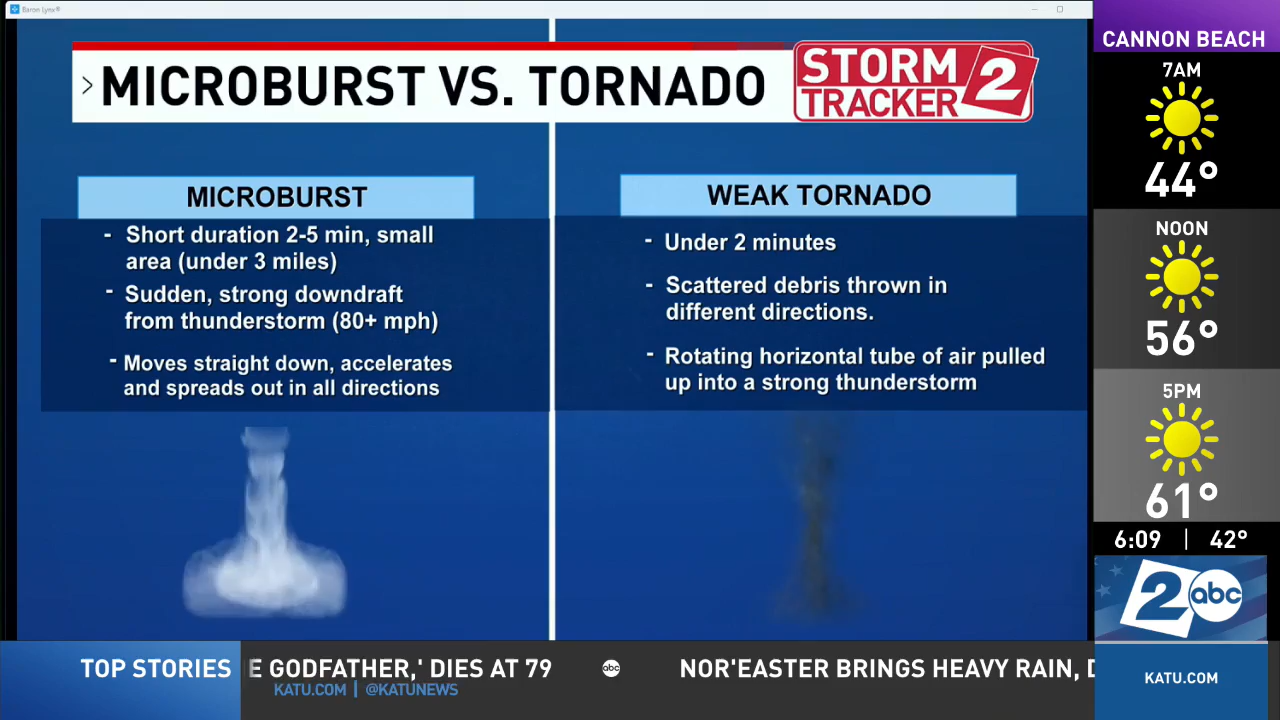 Baron Lynx®
> MICROBURST VS. TORNADO
STORM
TRACKER 2
MICROBURST
- Short duration 2-5 min, small
area (under 3 miles)
- Sudden, strong downdraft
from thunderstorm (80+ mph)
- Moves straight down, accelerates
and spreads out in all directions
WEAK TORNADO
- Under 2 minutes
- Scattered debris thrown in
different directions.
- Rotating horizontal tube of air pulled
up into a strong thunderstorm
CANNON BEACH
7AM
44°
NOON
56°
5PM
61°
6:09 | 42°
2 abc
KATU.COM
TOP STORIES
E GODFATHER,' DIES AT 79 abc NOR'EASTER BRINGS HEAVY RAIN, D
KATU.COM | @KATUNEWS